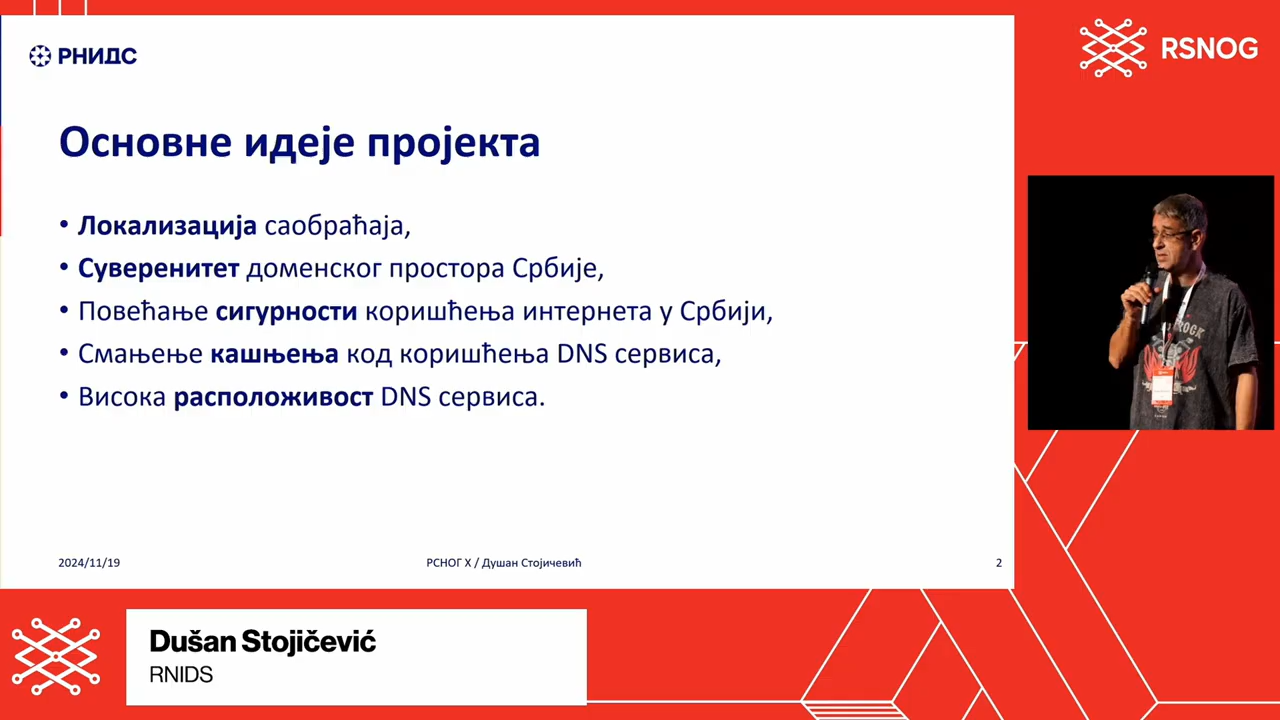 РНИДС
RSNOG
Основне идеје пројекта
• Локализација саобраћаја,
• Суверенитет доменског простора Србије,
• Повећање сигурности коришћења интернета у Србији,
• Смањење кашњења код коришћења DNS сервиса,
• Висока расположивост DNS сервиса.
2024/11/19
РСНОГ X / Душан Стојичевић
2
Dušan Stojičević
RNIDS